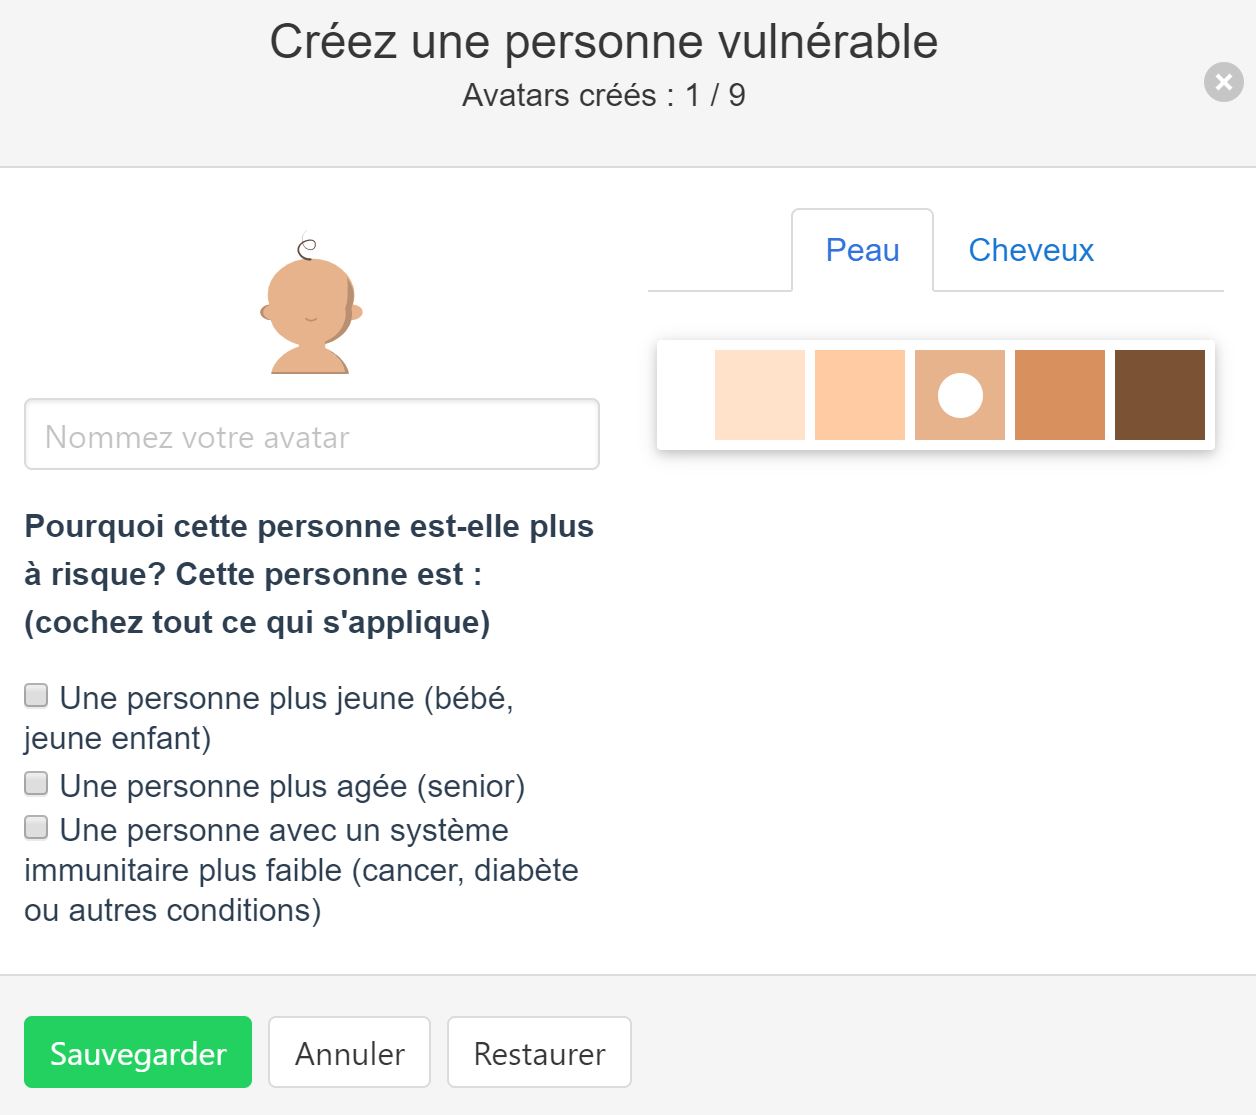 Créez une personne vulnérable
Avatars créés : 1 / 9
Peau
Cheveux
Nommez votre avatar
Pourquoi cette personne est-elle plus
à risque? Cette personne est :
(cochez tout ce qui s'applique)
Une personne plus jeune (bébé,
jeune enfant)
Une personne plus agée (senior)
Une personne avec un système
immunitaire plus faible (cancer, diabète
ou autres conditions)
Sauvegarder
Annuler
Restaurer